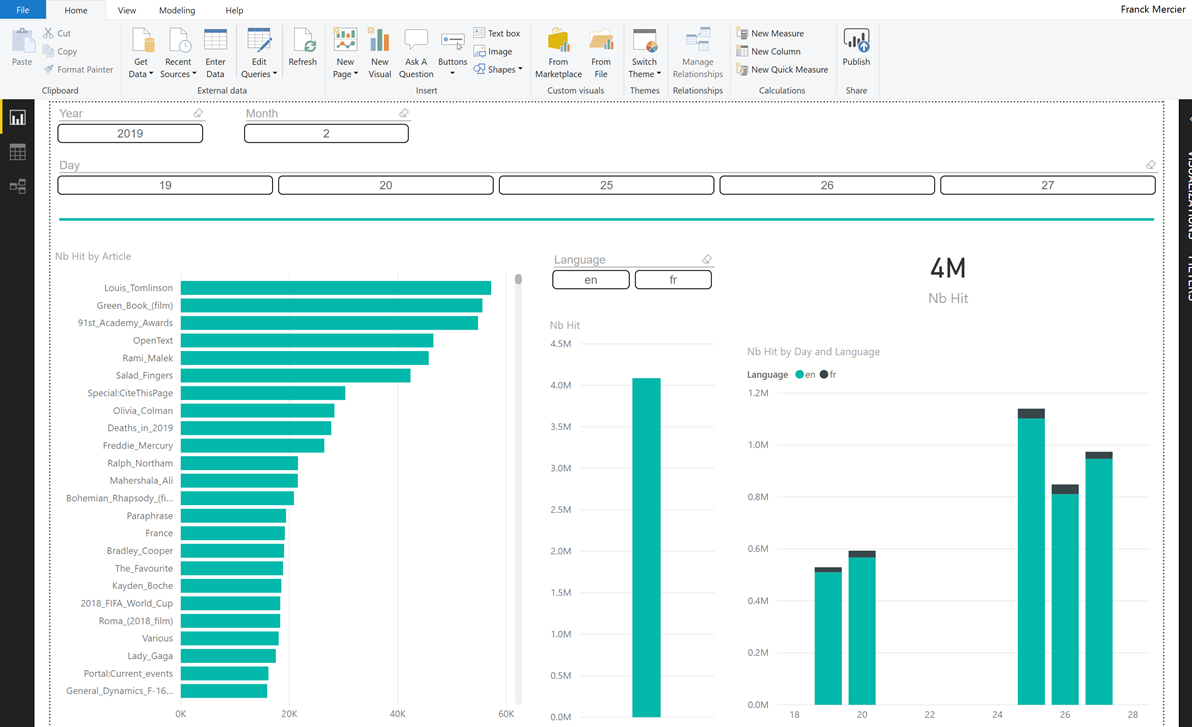 File Home View Modeling Help Franck Mercier
Paste
Cut
Copy
Format Painter
Clipboard
Get Data
Recent Sources
Enter Data
Edit Queries
Refresh
External data
New Page
New Visual
Ask A Question
Buttons
Text box
Image
Shapes
Insert
From Marketplace
From File
Custom visuals
Switch Theme
Themes
Manage Relationships
Relationships
New Measure
New Column
New Quick Measure
Calculations
Publish
Share
Year
2019
Month
2
Day
19 20 25 26 27
Nb Hit by Article
Louis_Tomlinson
Green_Book_(film)
91st_Academy_Awards
OpenText
Rami_Malek
Salad_Fingers
Special:CiteThisPage
Olivia_Colman
Deaths_in_2019
Freddie_Mercury
Ralph_Northam
Mahershala_Ali
Bohemian_Rhapsody_(fi...
Paraphrase
France
Bradley_Cooper
The_Favourite
Kayden_Boche
2018_FIFA_World_Cup
Roma_(2018_film)
Various
Lady_Gaga
Portal:Current_events
General_Dynamics_F-16...
0K 20K 40K 60K
Language
en fr
Nb Hit
4.5M
4.0M
3.5M
3.0M
2.5M
2.0M
1.5M
1.0M
0.5M
0.0M
4M
Nb Hit
Nb Hit by Day and Language
Language en fr
1.2M
1.0M
0.8M
0.6M
0.4M
0.2M
0.0M
18 20 22 24 26 28